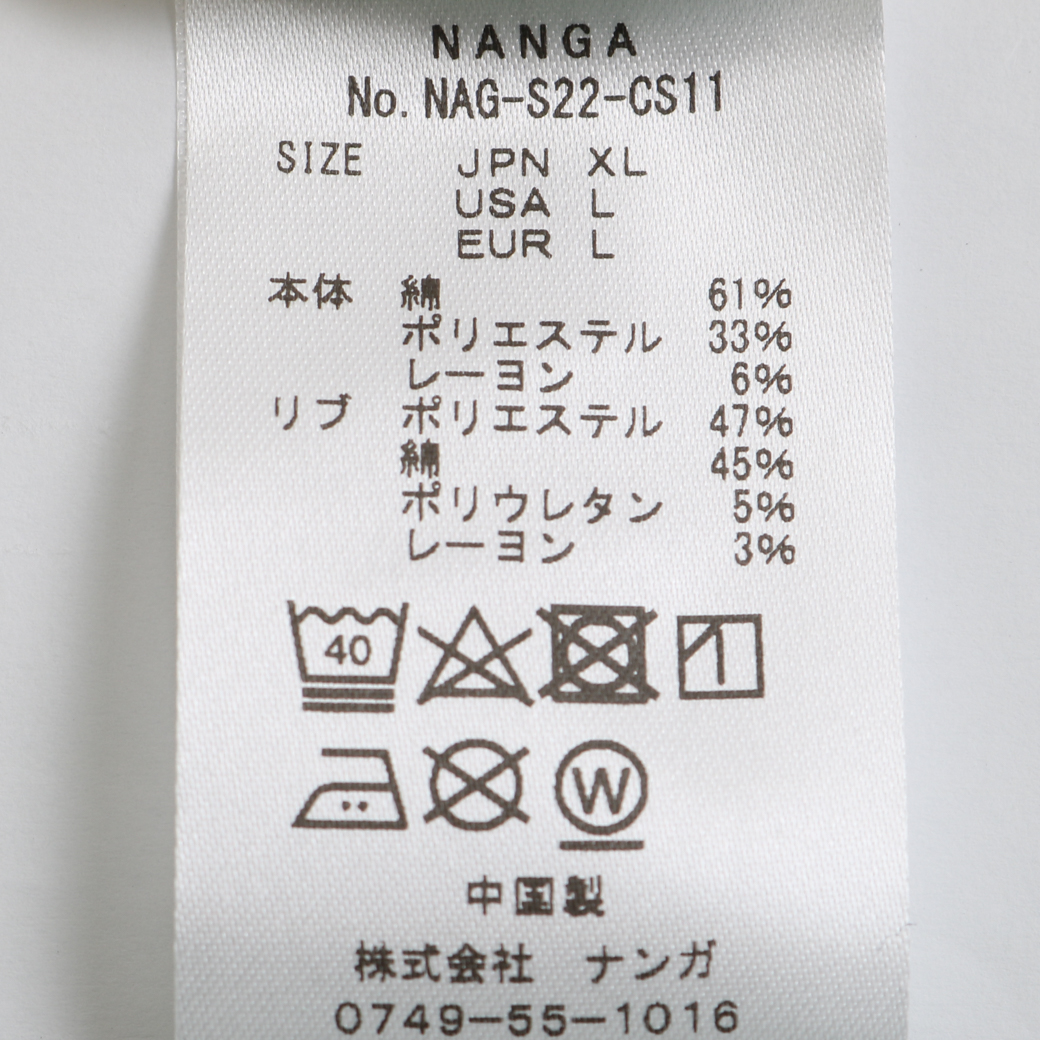 NANGA
No. NAG-S22-CS11
SIZE JPN XL
USA L
EUR L
本体 綿 61%
ポリエステル 33%
レーヨン 6%
リブ ポリエステル 47%
綿 45%
ポリウレタン 5%
レーヨン 3%
40
W
中国製
株式会社 ナンガ
0749-55-1016